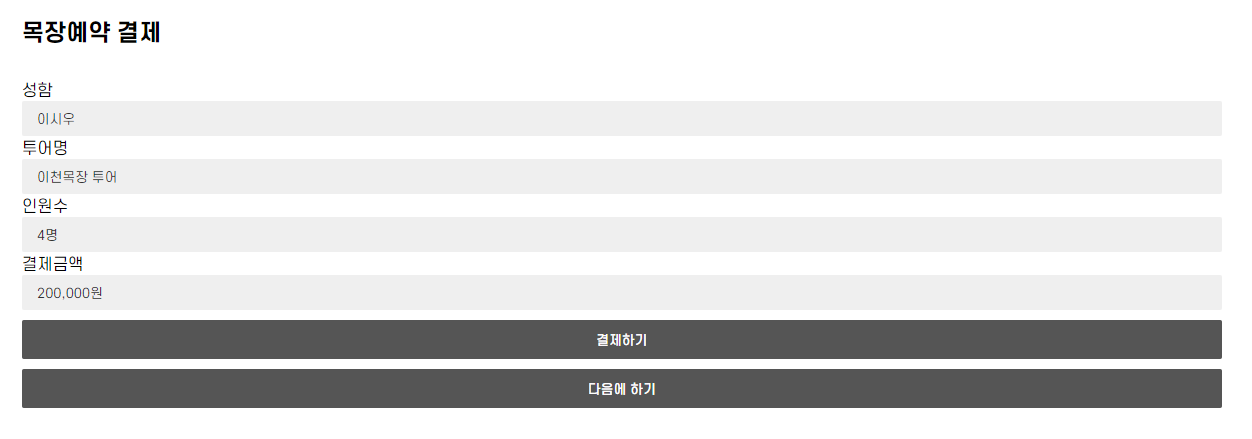 목장예약 결제
성함
이시우
투어명
이천목장 투어
인원수
4명
결제금액
200,000원
결제하기
다음에 하기